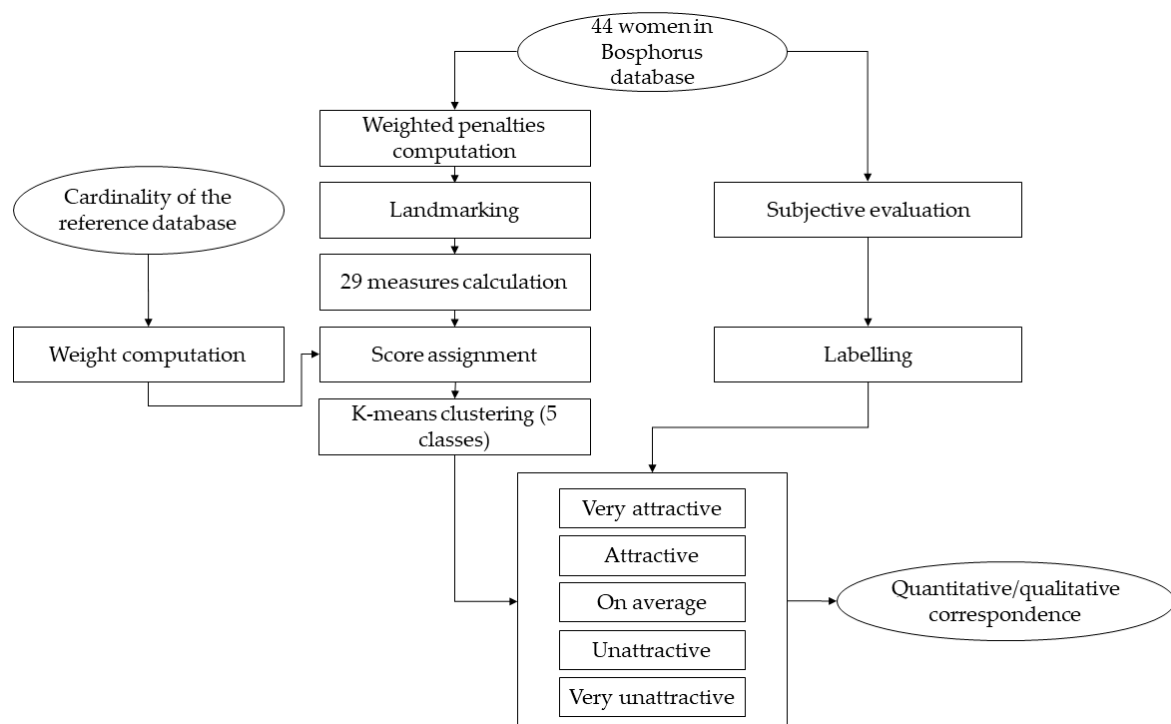 44 women in
Bosphorus
database
Weighted penalties
computation
Cardinality of the
reference database
Landmarking
Subjective evaluation
29 measures calculation
Weight computation
Score assignment
Labelling
K-means clustering (5
classes)
Very attractive
Attractive
On average
Unattractive
Very unattractive
Quantitative/qualitative
correspondence